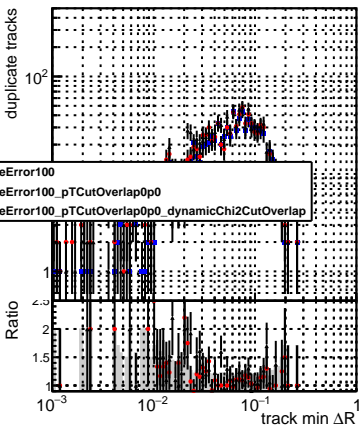 duplicate tracks
10²
eError100
eError100_pTCutOverlap0p0
eError100_pTCutOverlap0p0_dynamicChi2CutOverlap
1
Ratio
2.5
2
1.5
1
10⁻³ 10⁻² 10⁻¹ 1
track min ΔR